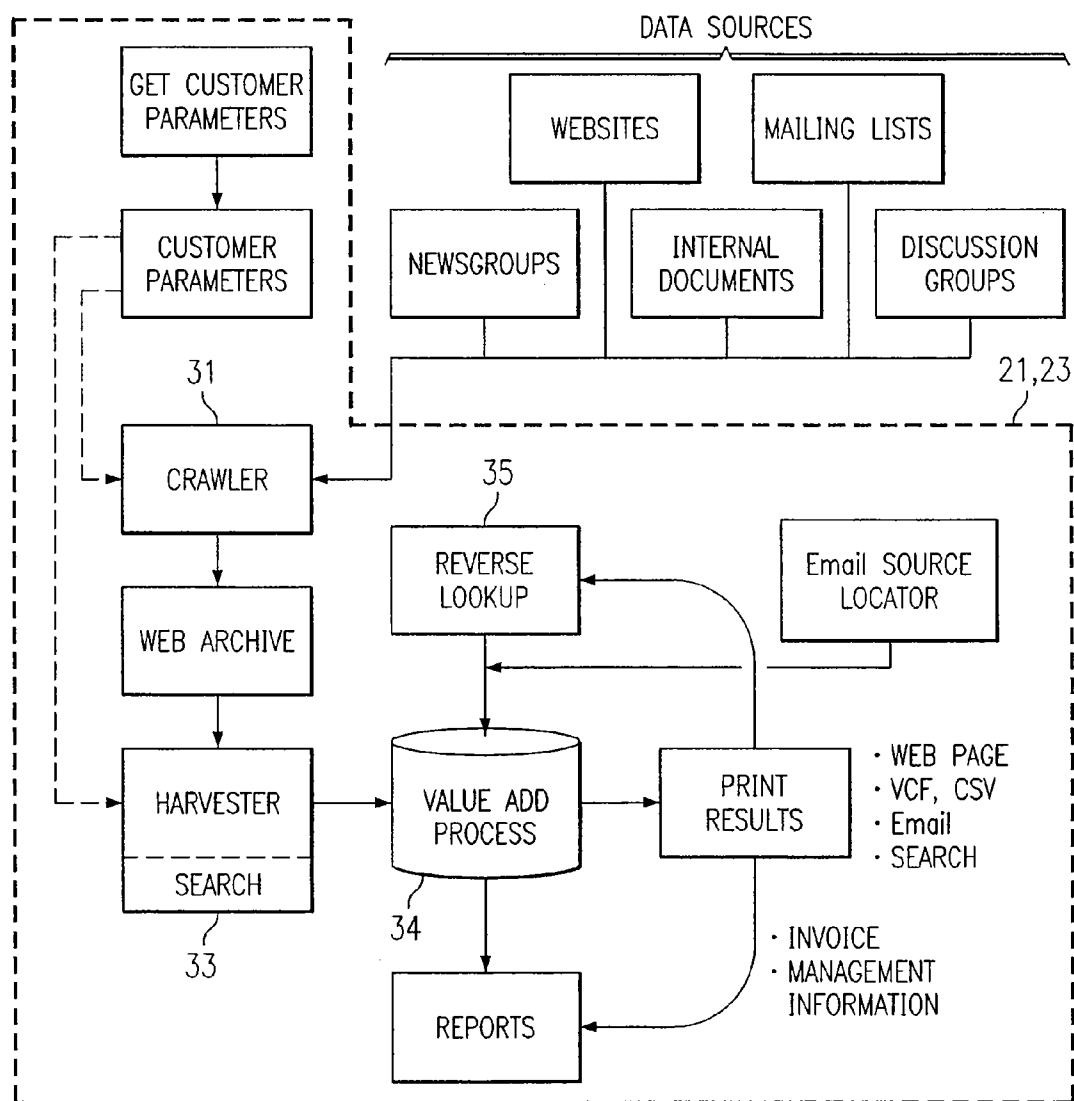 DATA SOURCES
GET CUSTOMER
PARAMETERS
WEBSITES
MAILING LISTS
CUSTOMER
PARAMETERS
NEWSGROUPS
INTERNAL
DOCUMENTS
DISCUSSION
GROUPS
21,23
31
CRAWLER
35
REVERSE
LOOKUP
Email SOURCE
LOCATOR
WEB ARCHIVE
HARVESTER
SEARCH
33
VALUE ADD
PROCESS
34
PRINT
RESULTS
· WEB PAGE
· VCF, CSV
· Email
· SEARCH
· INVOICE
· MANAGEMENT
INFORMATION
REPORTS